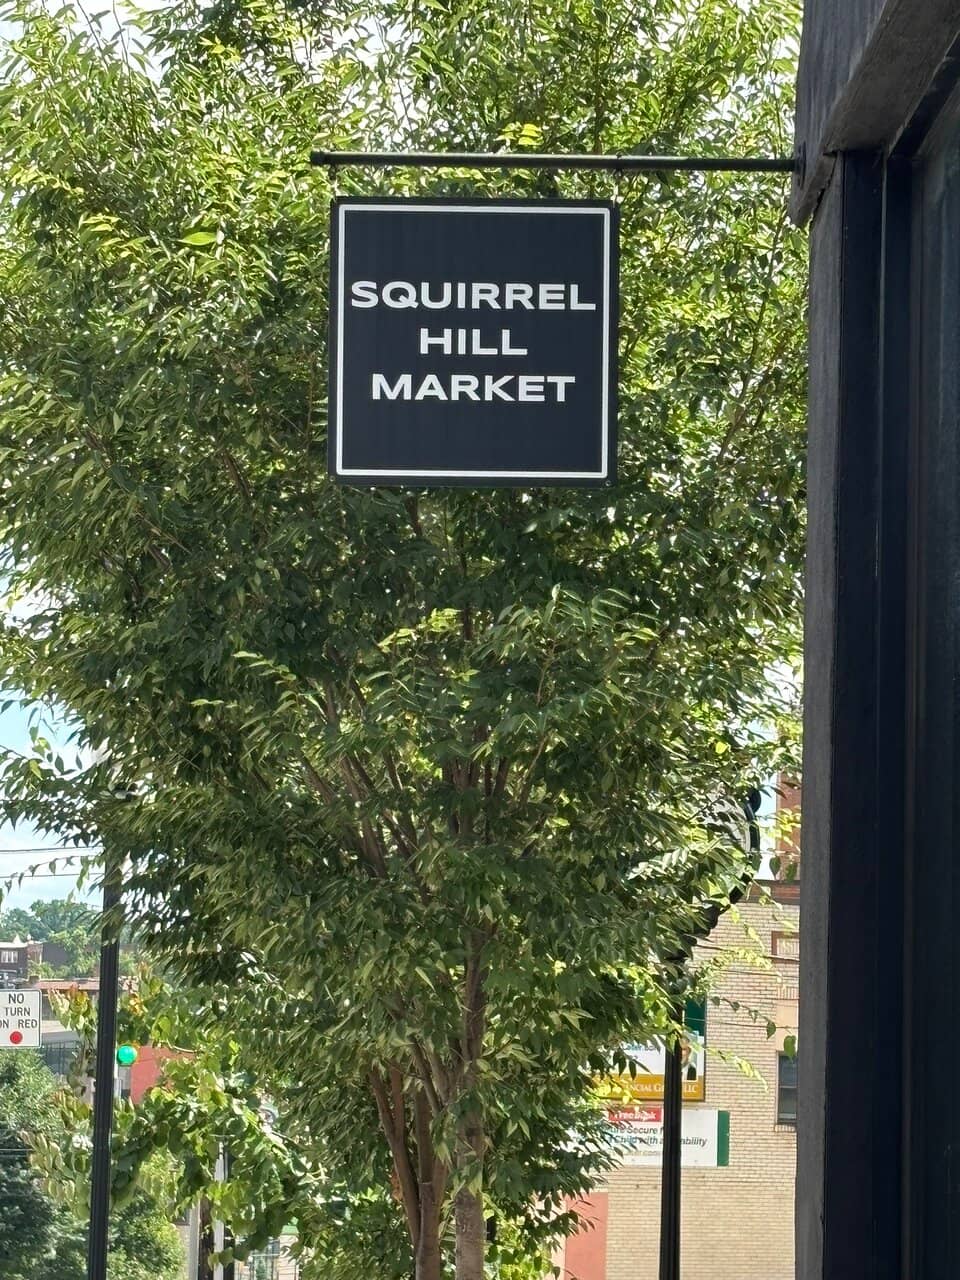 SQUIRREL
HILL
MARKET
NO
TURN
ON RED